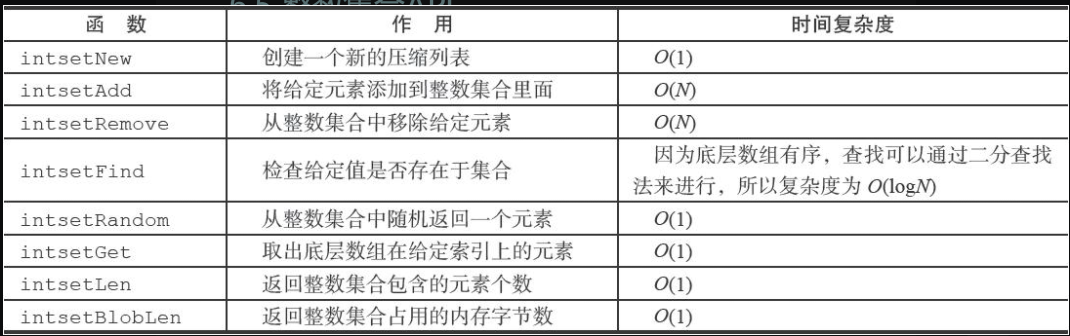 函 数 作 用 时间复杂度
intsetNew 创建一个新的压缩列表 O(1)
intsetAdd 将给定元素添加到整数集合里面 O(N)
intsetRemove 从整数集合中移除给定元素 O(N)
intsetFind 检查给定值是否存在于集合 因为底层数组有序，查找可以通过二分查找
法来进行，所以复杂度为 O(logN)
intsetRandom 从整数集合中随机返回一个元素 O(1)
intsetGet 取出底层数组在给定索引上的元素 O(1)
intsetLen 返回整数集合包含的元素个数 O(1)
intsetBlobLen 返回整数集合占用的内存字节数 O(1)